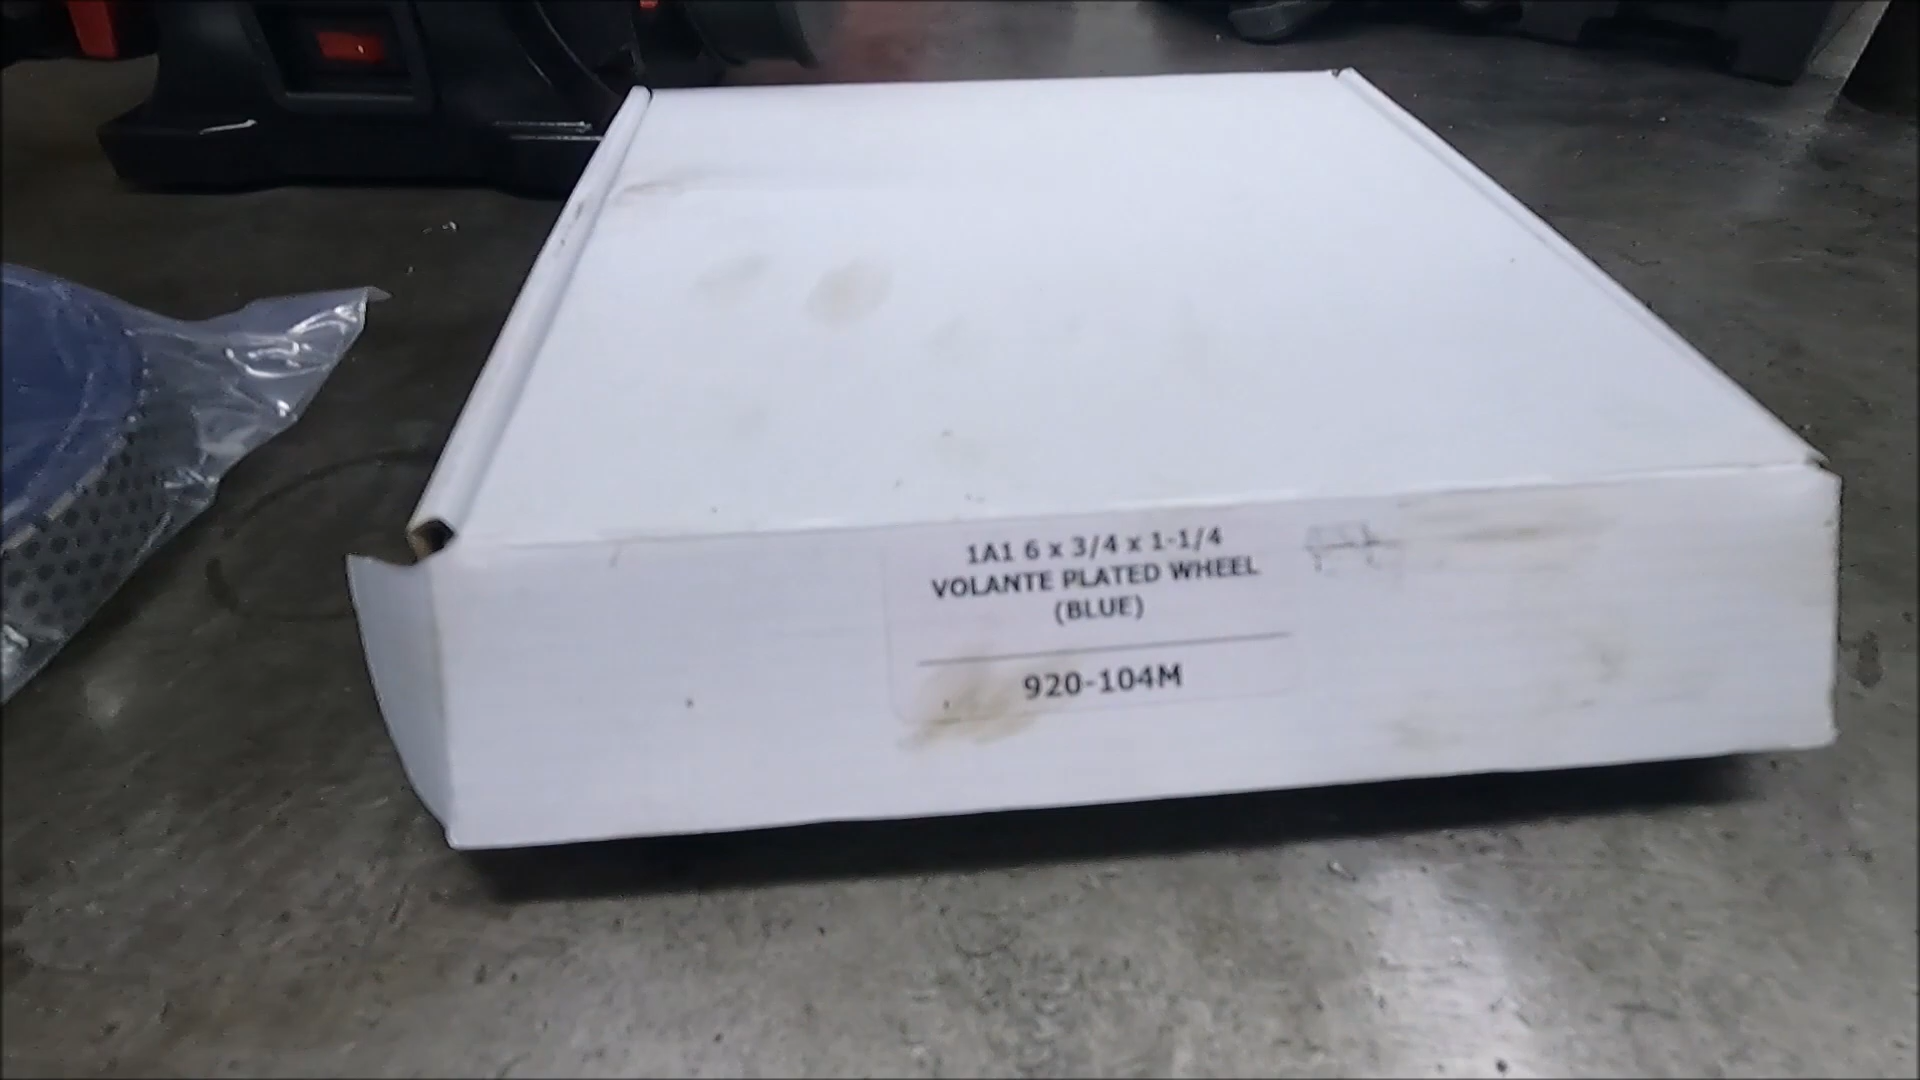 1A1 6 x 3/4 x 1-1/4
VOLANTE PLATED WHEEL
(BLUE)
920-104M